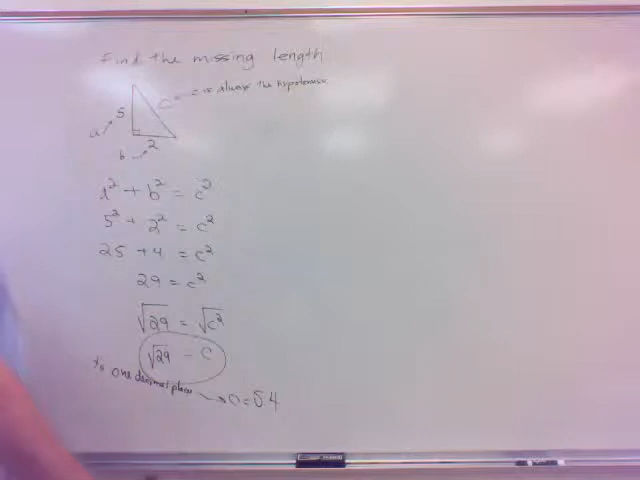 Find the missing length
c is always the hypotenuse.
5
a
b
2
a² + b² = c²
5² + 2² = c²
25 + 4 = c²
29 = c²
√29 = √c²
√29 = c
to one decimal place → c = 5.4